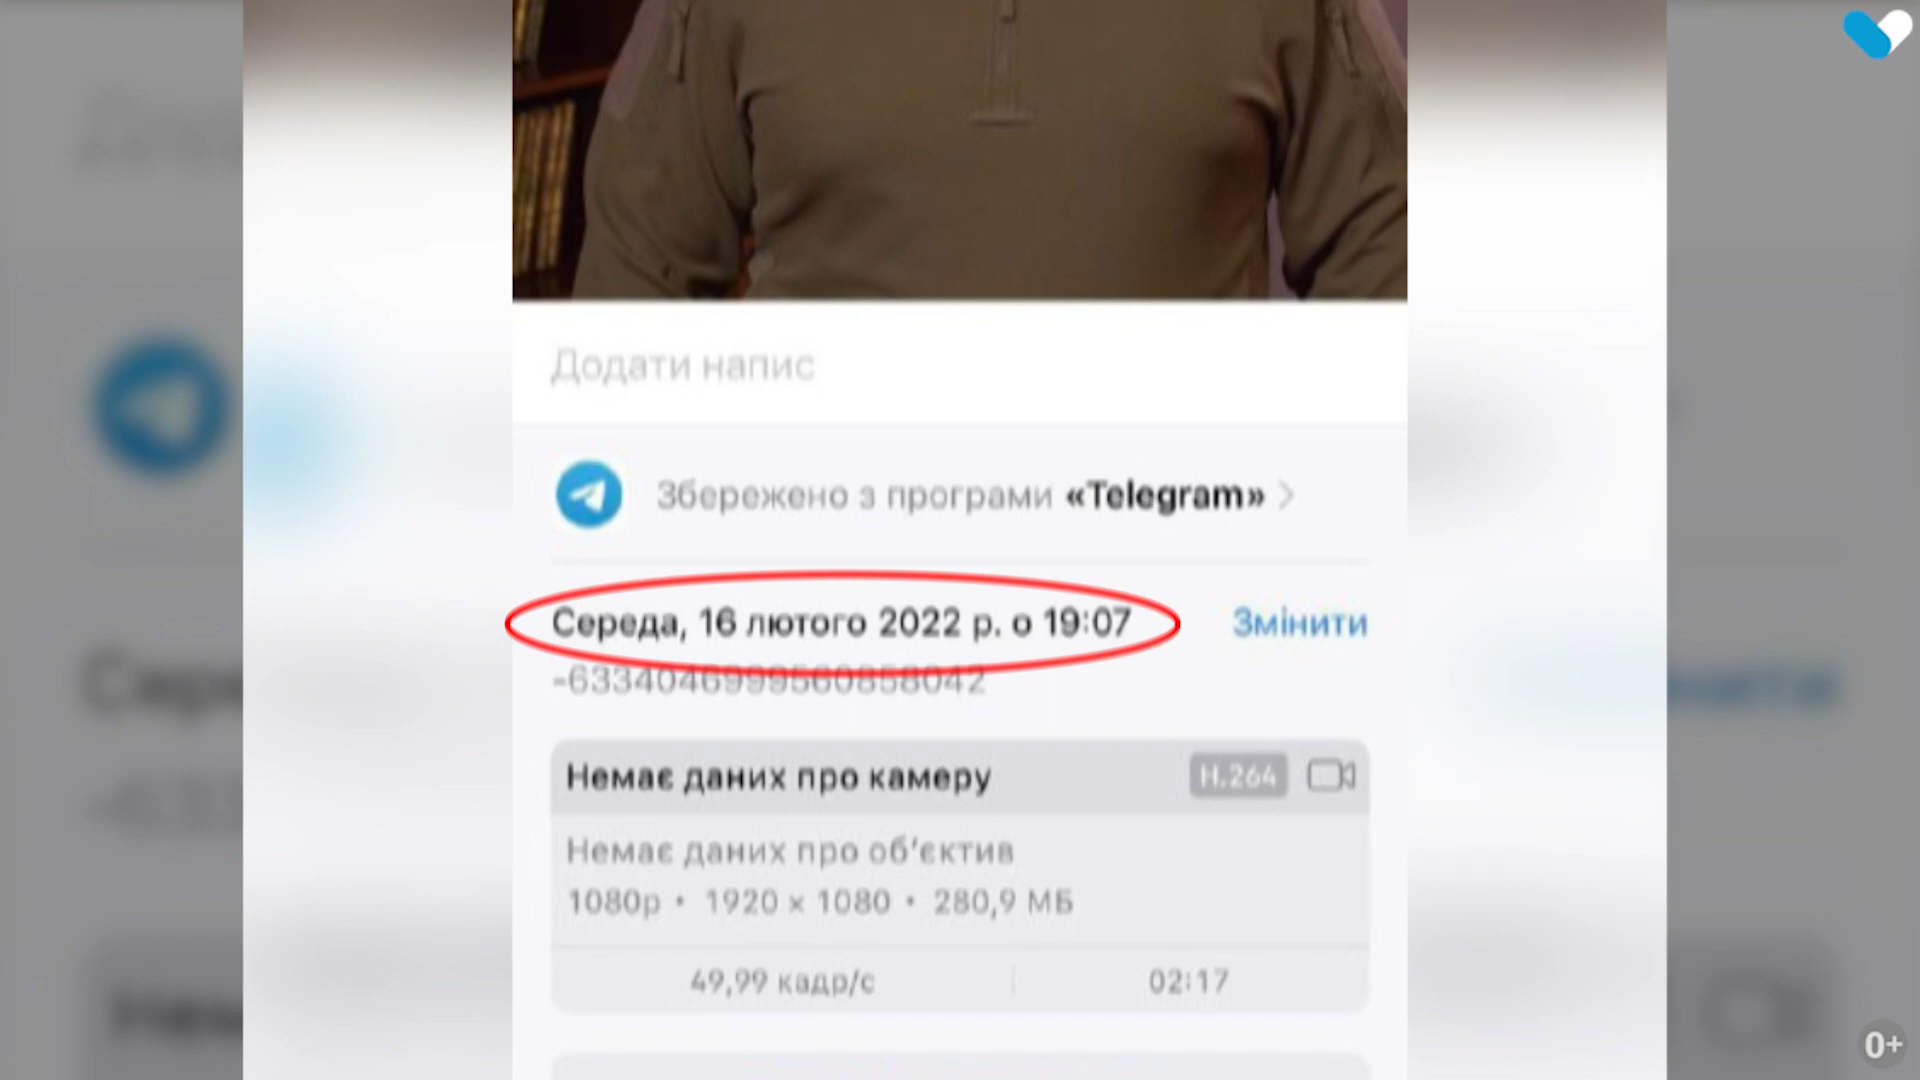 Додати напис
Збережено з програми «Telegram»
Середа, 16 лютого 2022 р. о 19:07
Змінити
-6334046999560858042
Немає даних про камеру
H.264
Немає даних про об'єктив
1080p • 1920 × 1080 • 280,9 МБ
49,99 кадр/с
02:17
0+